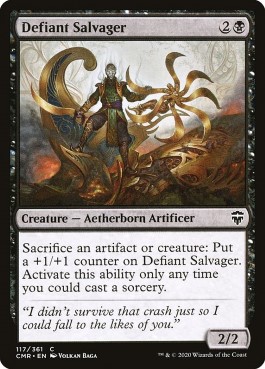 Defiant Salvager 2
Creature — Aetherborn Artificer
Sacrifice an artifact or creature: Put
a +1/+1 counter on Defiant Salvager.
Activate this ability only any time
you could cast a sorcery.
“I didn’t survive that crash just so I
could fall to the likes of you.”
2/2
117/361 C
CMR • EN Volkan Baga
™ & © 2020 Wizards of the Coast